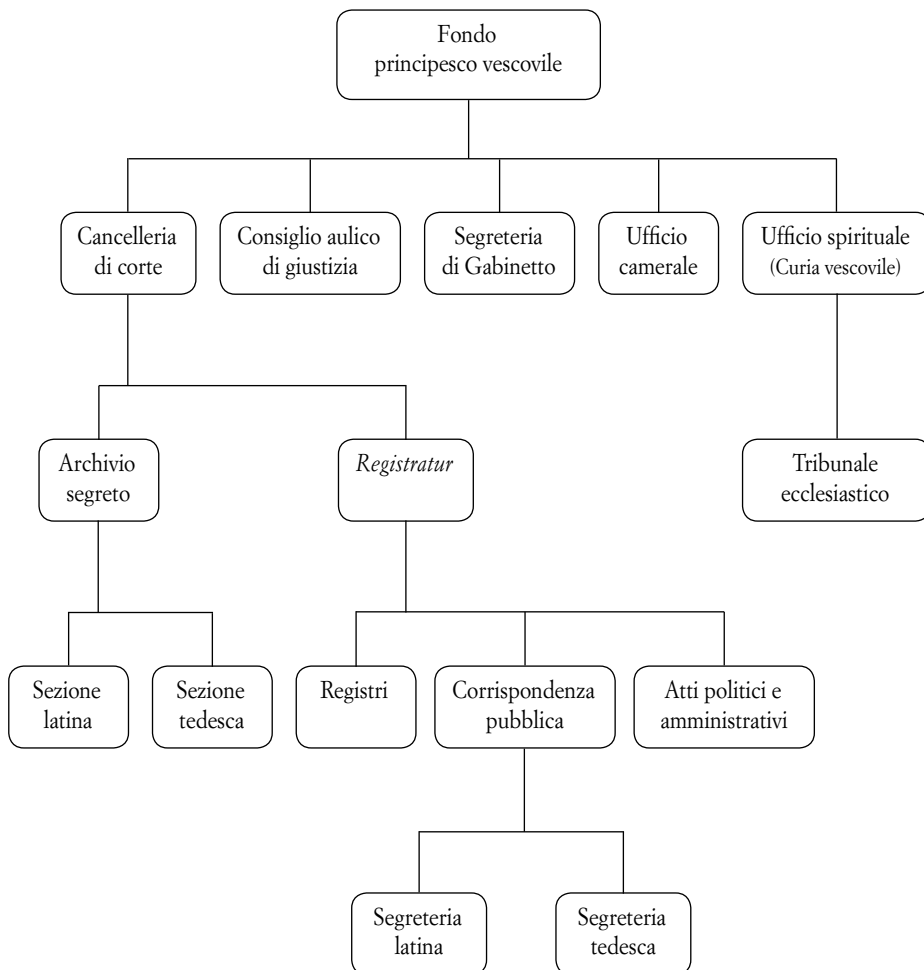 Fondo
principesco vescovile
Cancelleria
di corte
Consiglio aulico
di giustizia
Segreteria
di Gabinetto
Ufficio
camerale
Ufficio spirituale
(Curia vescovile)
Archivio
segreto
Registratur
Tribunale
ecclesiastico
Sezione
latina
Sezione
tedesca
Registri
Corrispondenza
pubblica
Atti politici e
amministrativi
Segreteria
latina
Segreteria
tedesca